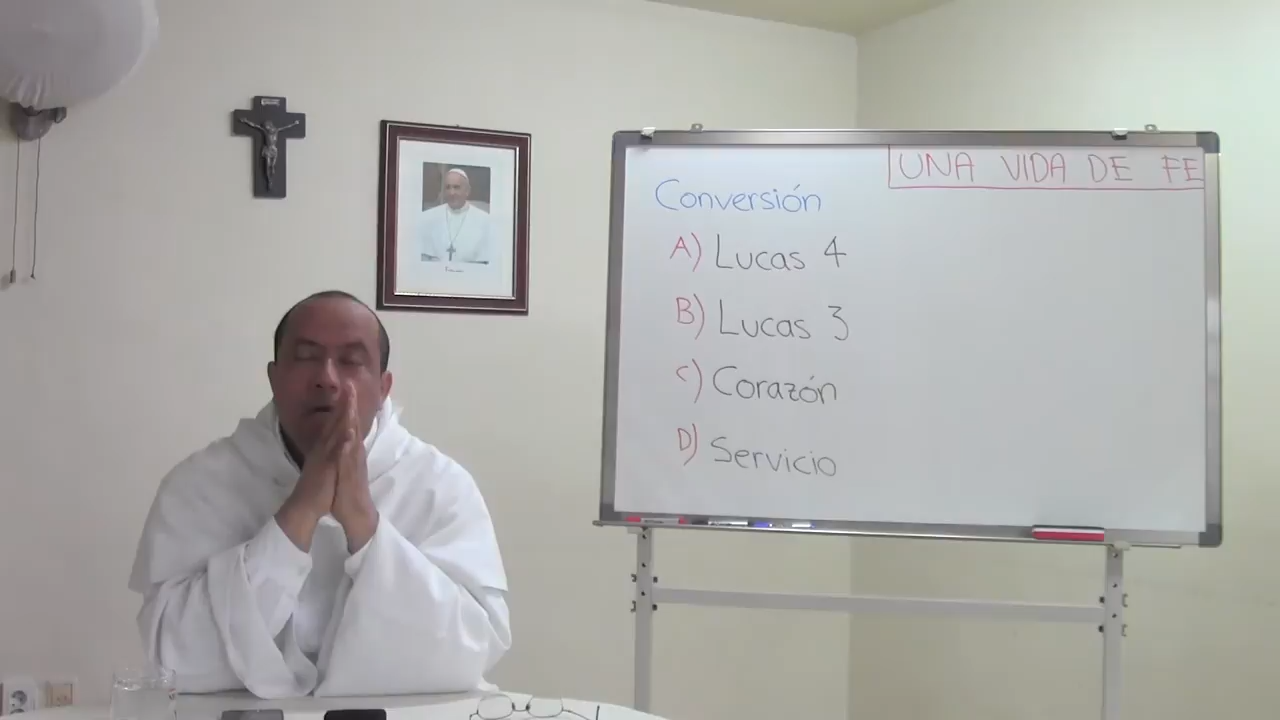 UNA VIDA DE FE
Conversión
A) Lucas 4
B) Lucas 3
C) Corazón
D) Servicio